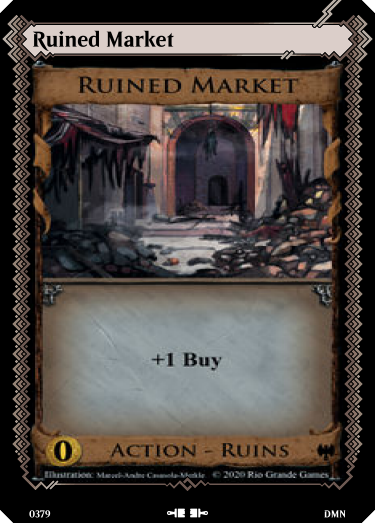 Ruined Market
RUINED MARKET
+1 Buy
0
ACTION – RUINS
Illustration: Marcel-Andre Casasola-Merkle © 2020 Rio Grande Games
0379
DMN